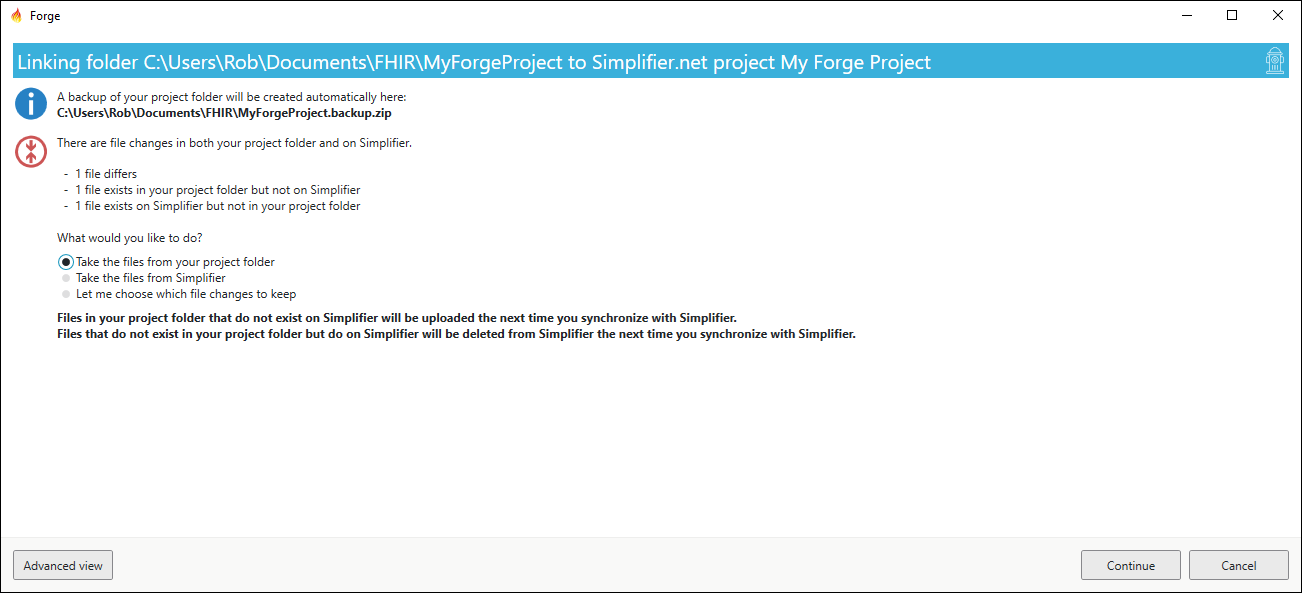 Forge
Linking folder C:\Users\Rob\Documents\FHIR\MyForgeProject to Simplifier.net project My Forge Project
A backup of your project folder will be created automatically here:
C:\Users\Rob\Documents\FHIR\MyForgeProject.backup.zip
There are file changes in both your project folder and on Simplifier.
- 1 file differs
- 1 file exists in your project folder but not on Simplifier
- 1 file exists on Simplifier but not in your project folder
What would you like to do?
Take the files from your project folder
Take the files from Simplifier
Let me choose which file changes to keep
Files in your project folder that do not exist on Simplifier will be uploaded the next time you synchronize with Simplifier.
Files that do not exist in your project folder but do on Simplifier will be deleted from Simplifier the next time you synchronize with Simplifier.
Advanced view
Continue
Cancel